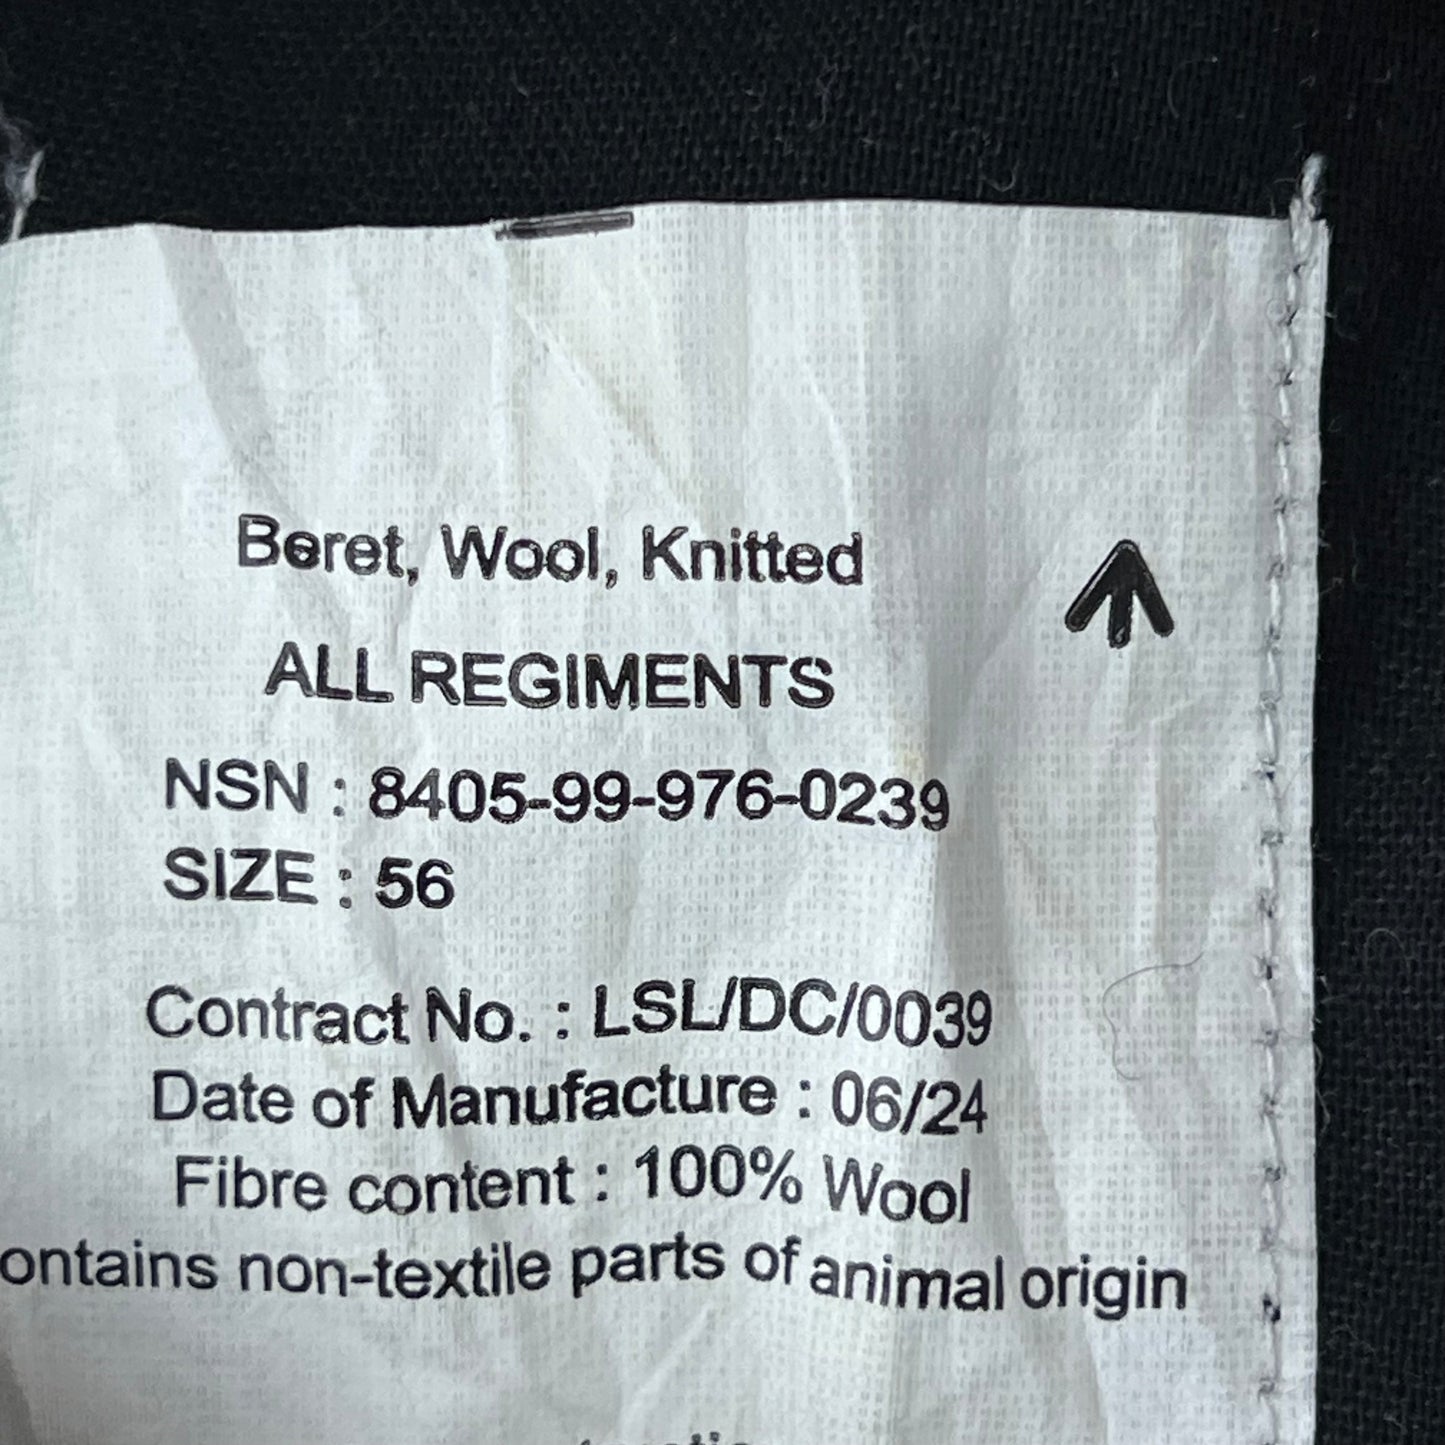 Beret, Wool, Knitted
ALL REGIMENTS
NSN : 8405-99-976-0239
SIZE : 56
Contract No. : LSL/DC/0039
Date of Manufacture : 06/24
Fibre content : 100% Wool
ontains non-textile parts of animal origin